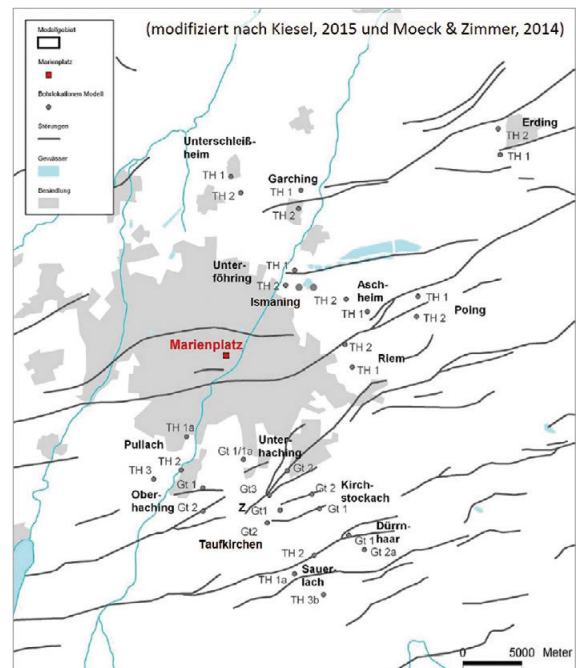 (modifiziert nach Kiesel, 2015 und Moeck & Zimmer, 2014)
Modellgebiet
Marienplatz
Bohrlokationen Modell
Störungen
Gewässer
Besiedlung
Erding
TH 2
TH 1
Unterschleiß-
heim
TH 1
TH 2
Garching
TH 1
TH 2
Unter-
föhring
TH 1
TH 2
Ismaning
TH 2
Asch-
heim
TH 1
TH 1
TH 2
Poing
Marienplatz
TH 2
Riem
TH 1
TH 1a
Pullach
TH 2
TH 3
Unter-
haching
Gt 1/1a
Gt 2
Gt 1
Ober-
haching
Gt 2
Gt3
Z
Gt1
Gt2
Taufkirchen
Kirch-
stockach
Gt 2
Gt 1
Dürrn-
haar
Gt 1
Gt 2a
TH 2
Sauer-
lach
TH 1a
TH 3b
0 5000 Meter